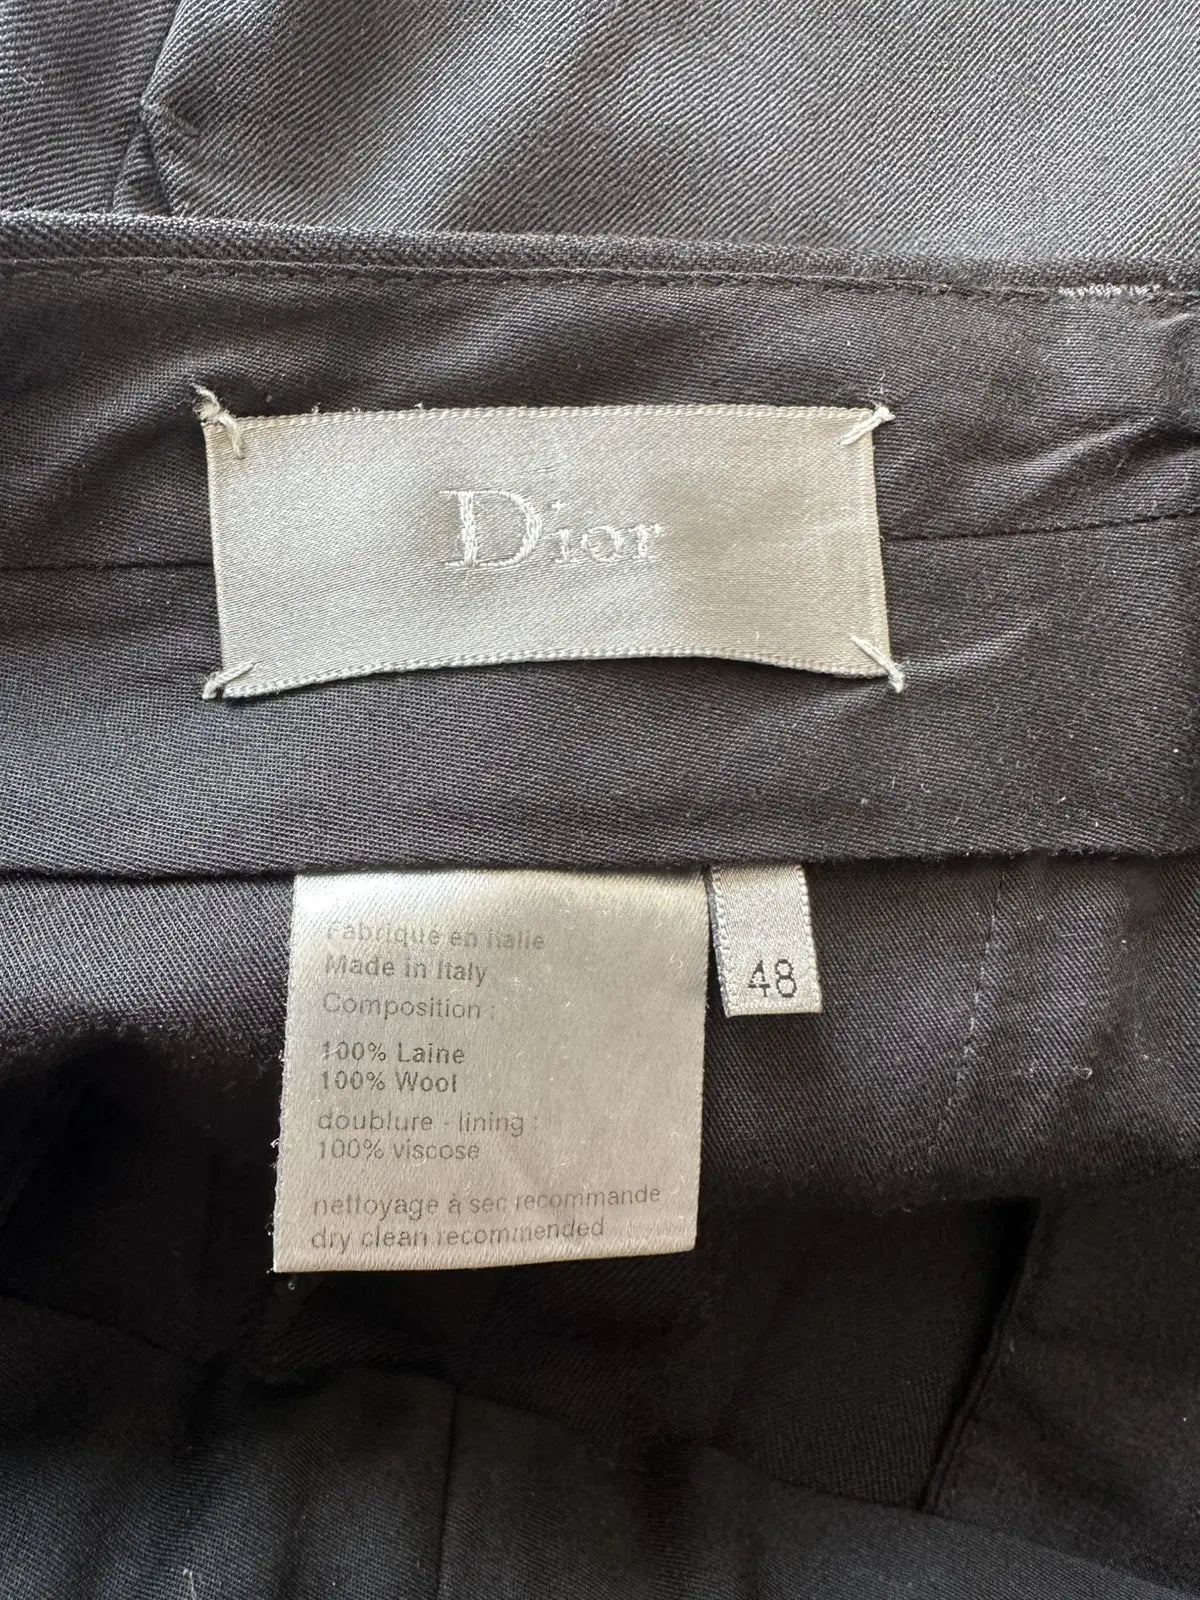 Dior
Fabriqué en Italie
Made in Italy
Composition :
100% Laine
100% Wool
doublure - lining :
100% viscose
nettoyage à sec recommande
dry clean recommended
48